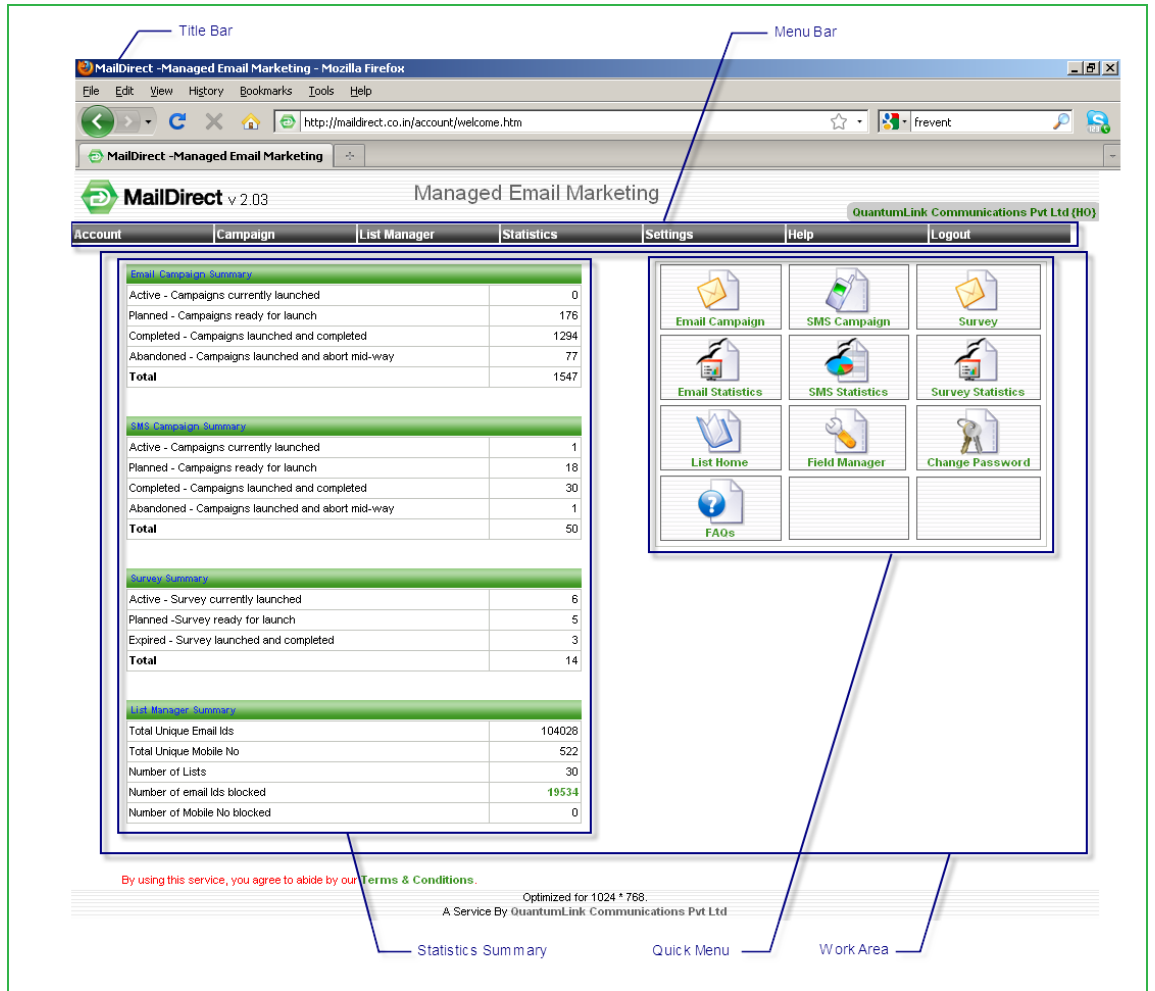 Title Bar
Menu Bar
MailDirect -Managed Email Marketing - Mozilla Firefox
File Edit View History Bookmarks Tools Help
http://maildirect.co.in/account/welcome.htm
frevent
MailDirect -Managed Email Marketing
MailDirect v 2.03
Managed Email Marketing
QuantumLink Communications Pvt Ltd (HO)
Account Campaign List Manager Statistics Settings Help Logout
Email Campaign Summary
Active - Campaigns currently launched 0
Planned - Campaigns ready for launch 176
Completed - Campaigns launched and completed 1294
Abandoned - Campaigns launched and abort mid-way 77
Total 1547
SMS Campaign Summary
Active - Campaigns currently launched 1
Planned - Campaigns ready for launch 18
Completed - Campaigns launched and completed 30
Abandoned - Campaigns launched and abort mid-way 1
Total 50
Survey Summary
Active - Survey currently launched 6
Planned -Survey ready for launch 5
Expired - Survey launched and completed 3
Total 14
List Manager Summary
Total Unique Email Ids 104028
Total Unique Mobile No 522
Number of Lists 30
Number of email Ids blocked 19534
Number of Mobile No blocked 0
Email Campaign SMS Campaign Survey
Email Statistics SMS Statistics Survey Statistics
List Home Field Manager Change Password
FAQs
By using this service, you agree to abide by our Terms & Conditions.
Optimized for 1024 * 768.
A Service By QuantumLink Communications Pvt Ltd
Statistics Summary
Quick Menu
Work Area